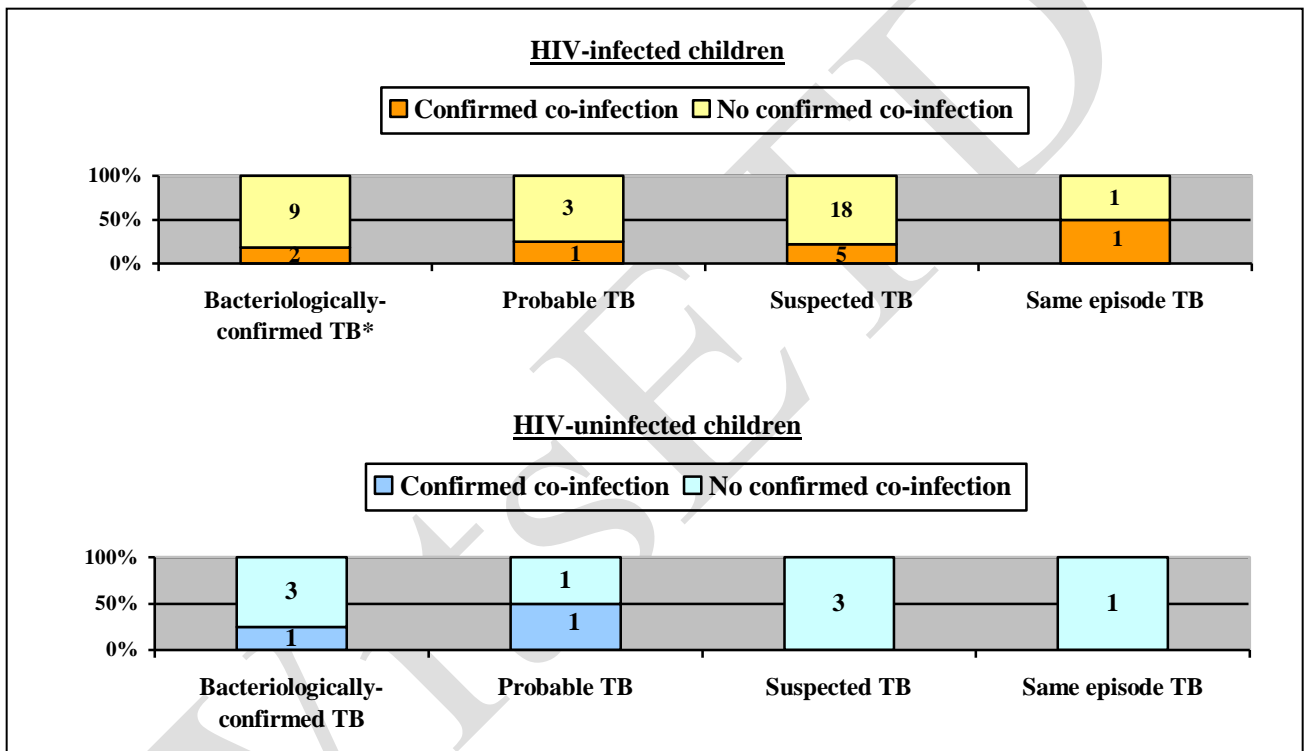 HIV-infected children
Confirmed co-infection No confirmed co-infection
100%
50%
0%
9
2
3
1
18
5
1
1
Bacteriologically-
confirmed TB*
Probable TB
Suspected TB
Same episode TB
HIV-uninfected children
Confirmed co-infection No confirmed co-infection
100%
50%
0%
3
1
1
1
3
1
Bacteriologically-
confirmed TB
Probable TB
Suspected TB
Same episode TB